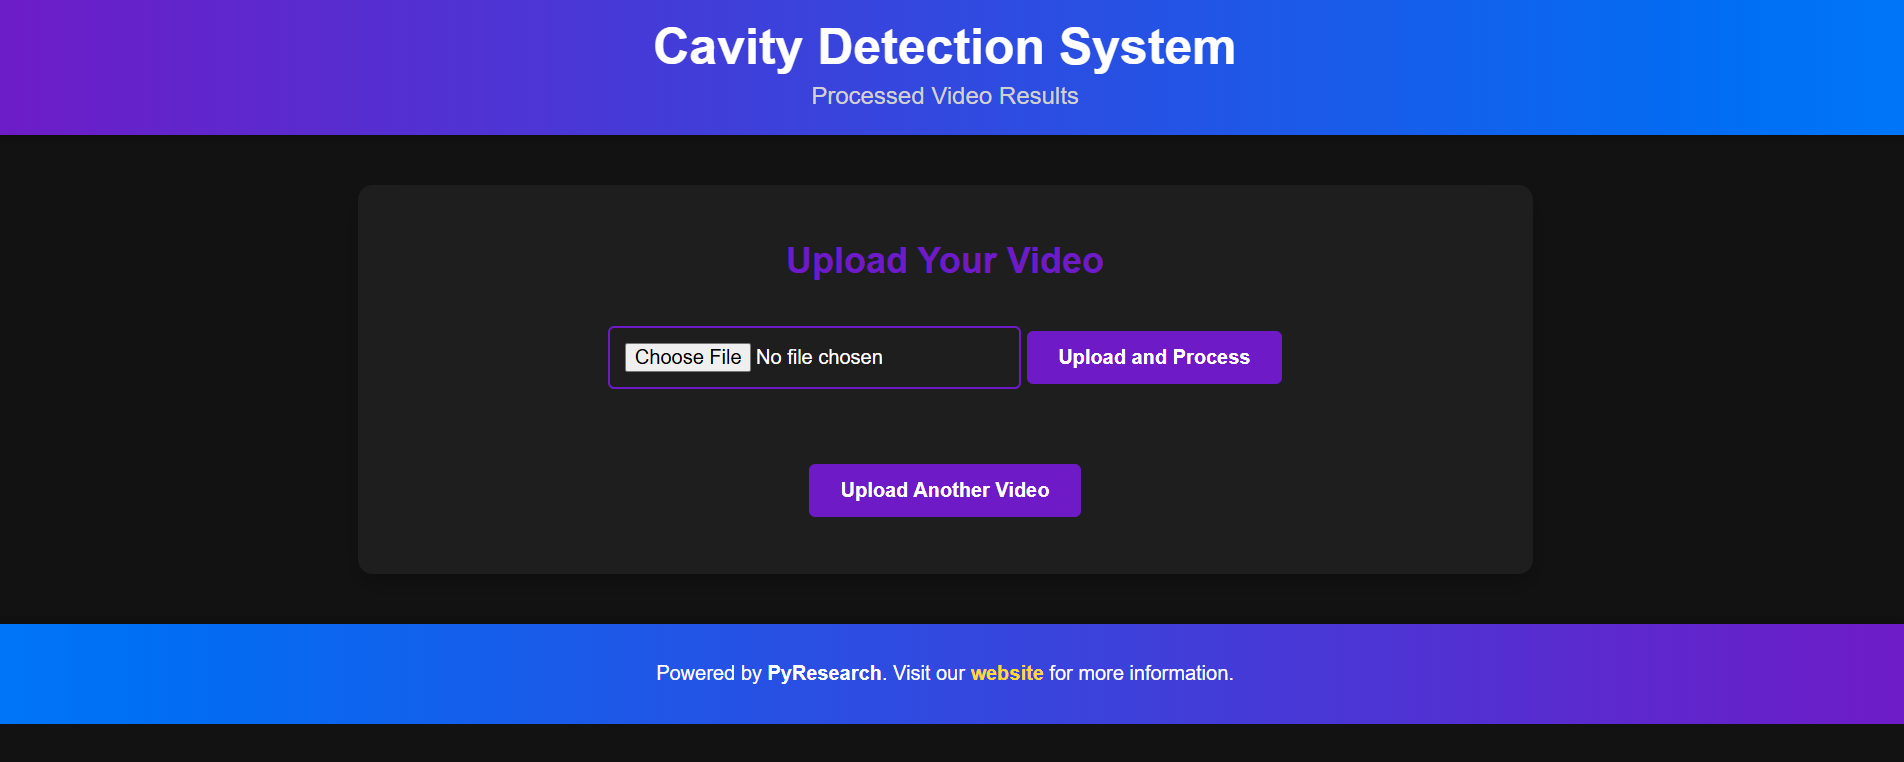 Cavity Detection System
Processed Video Results
Upload Your Video
Choose File No file chosen
Upload and Process
Upload Another Video
Powered by PyResearch. Visit our website for more information.